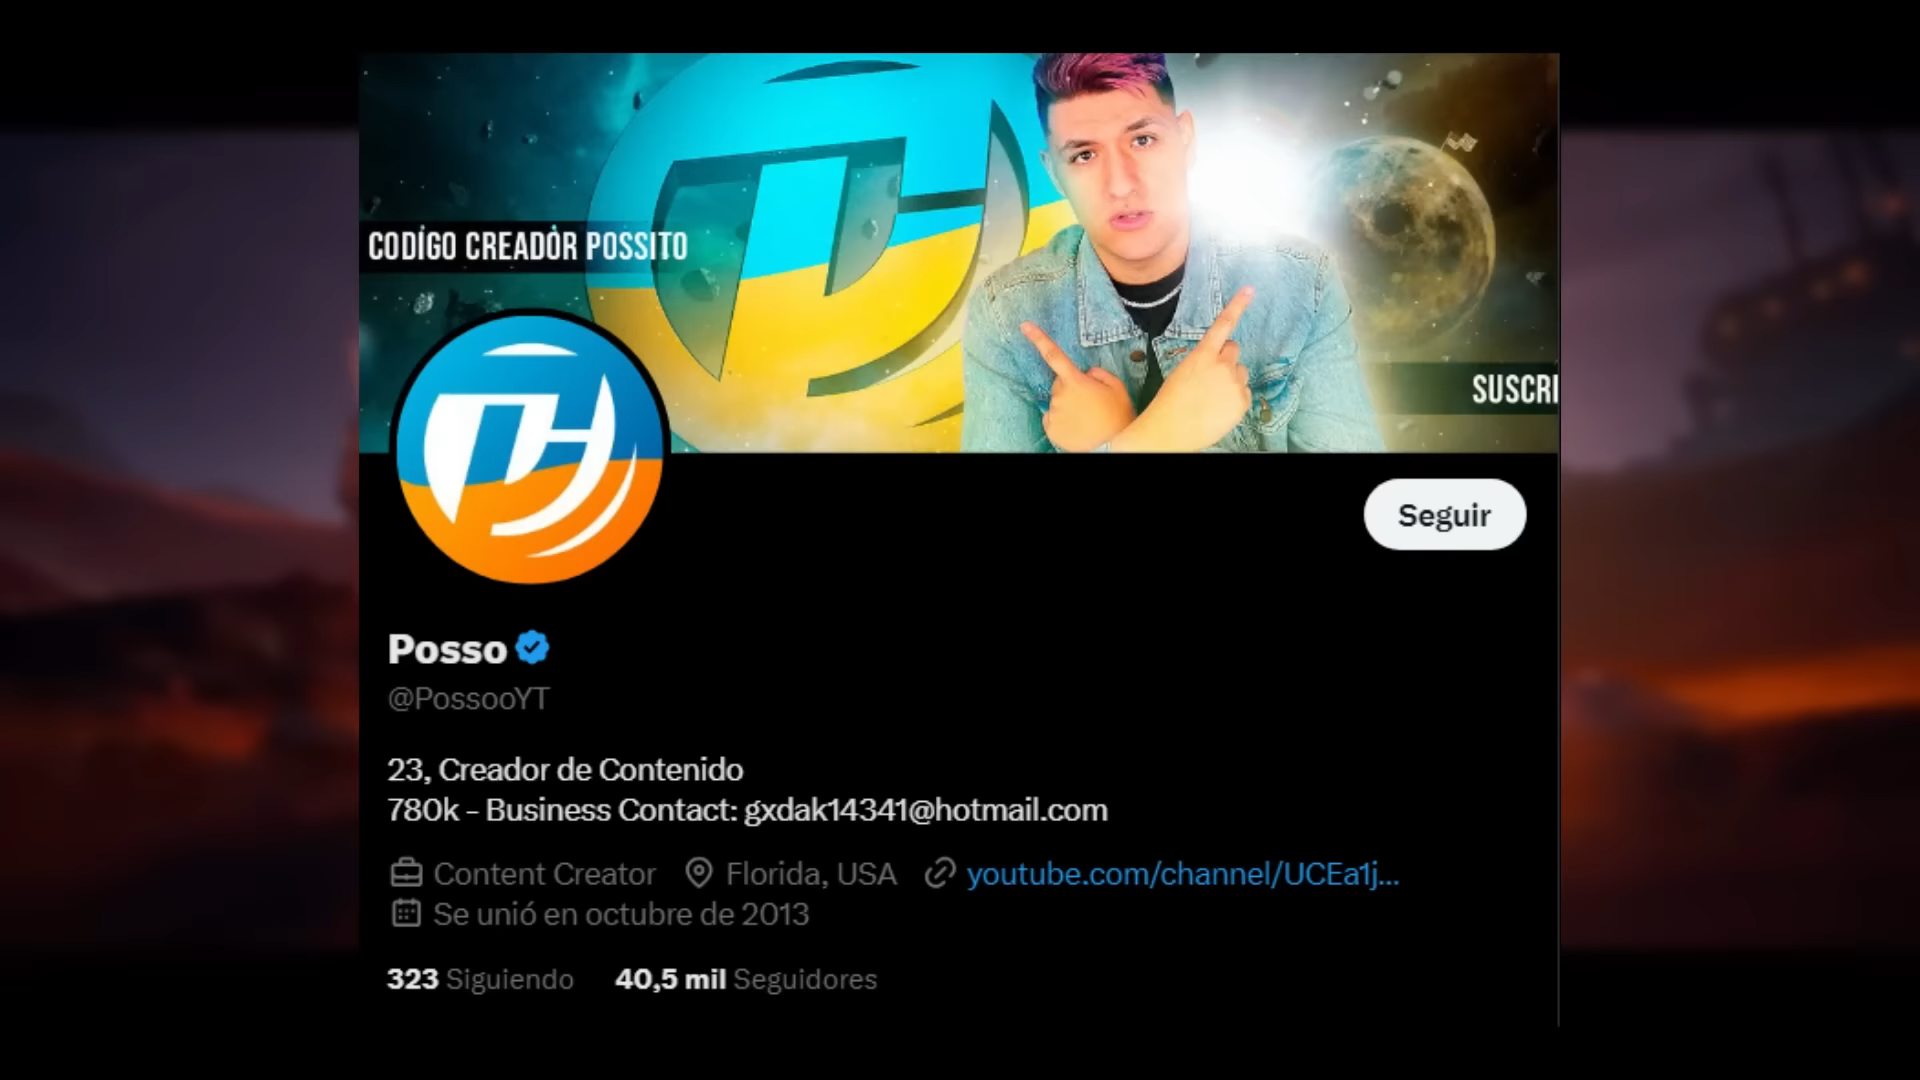 CODÍGO CREADOR POSSITO
SUSCRI
Seguir
Posso
@PossooYT
23, Creador de Contenido
780k - Business Contact: gxdak14341@hotmail.com
Content Creator Florida, USA youtube.com/channel/UCEa1j...
Se unió en octubre de 2013
323 Siguiendo 40,5 mil Seguidores